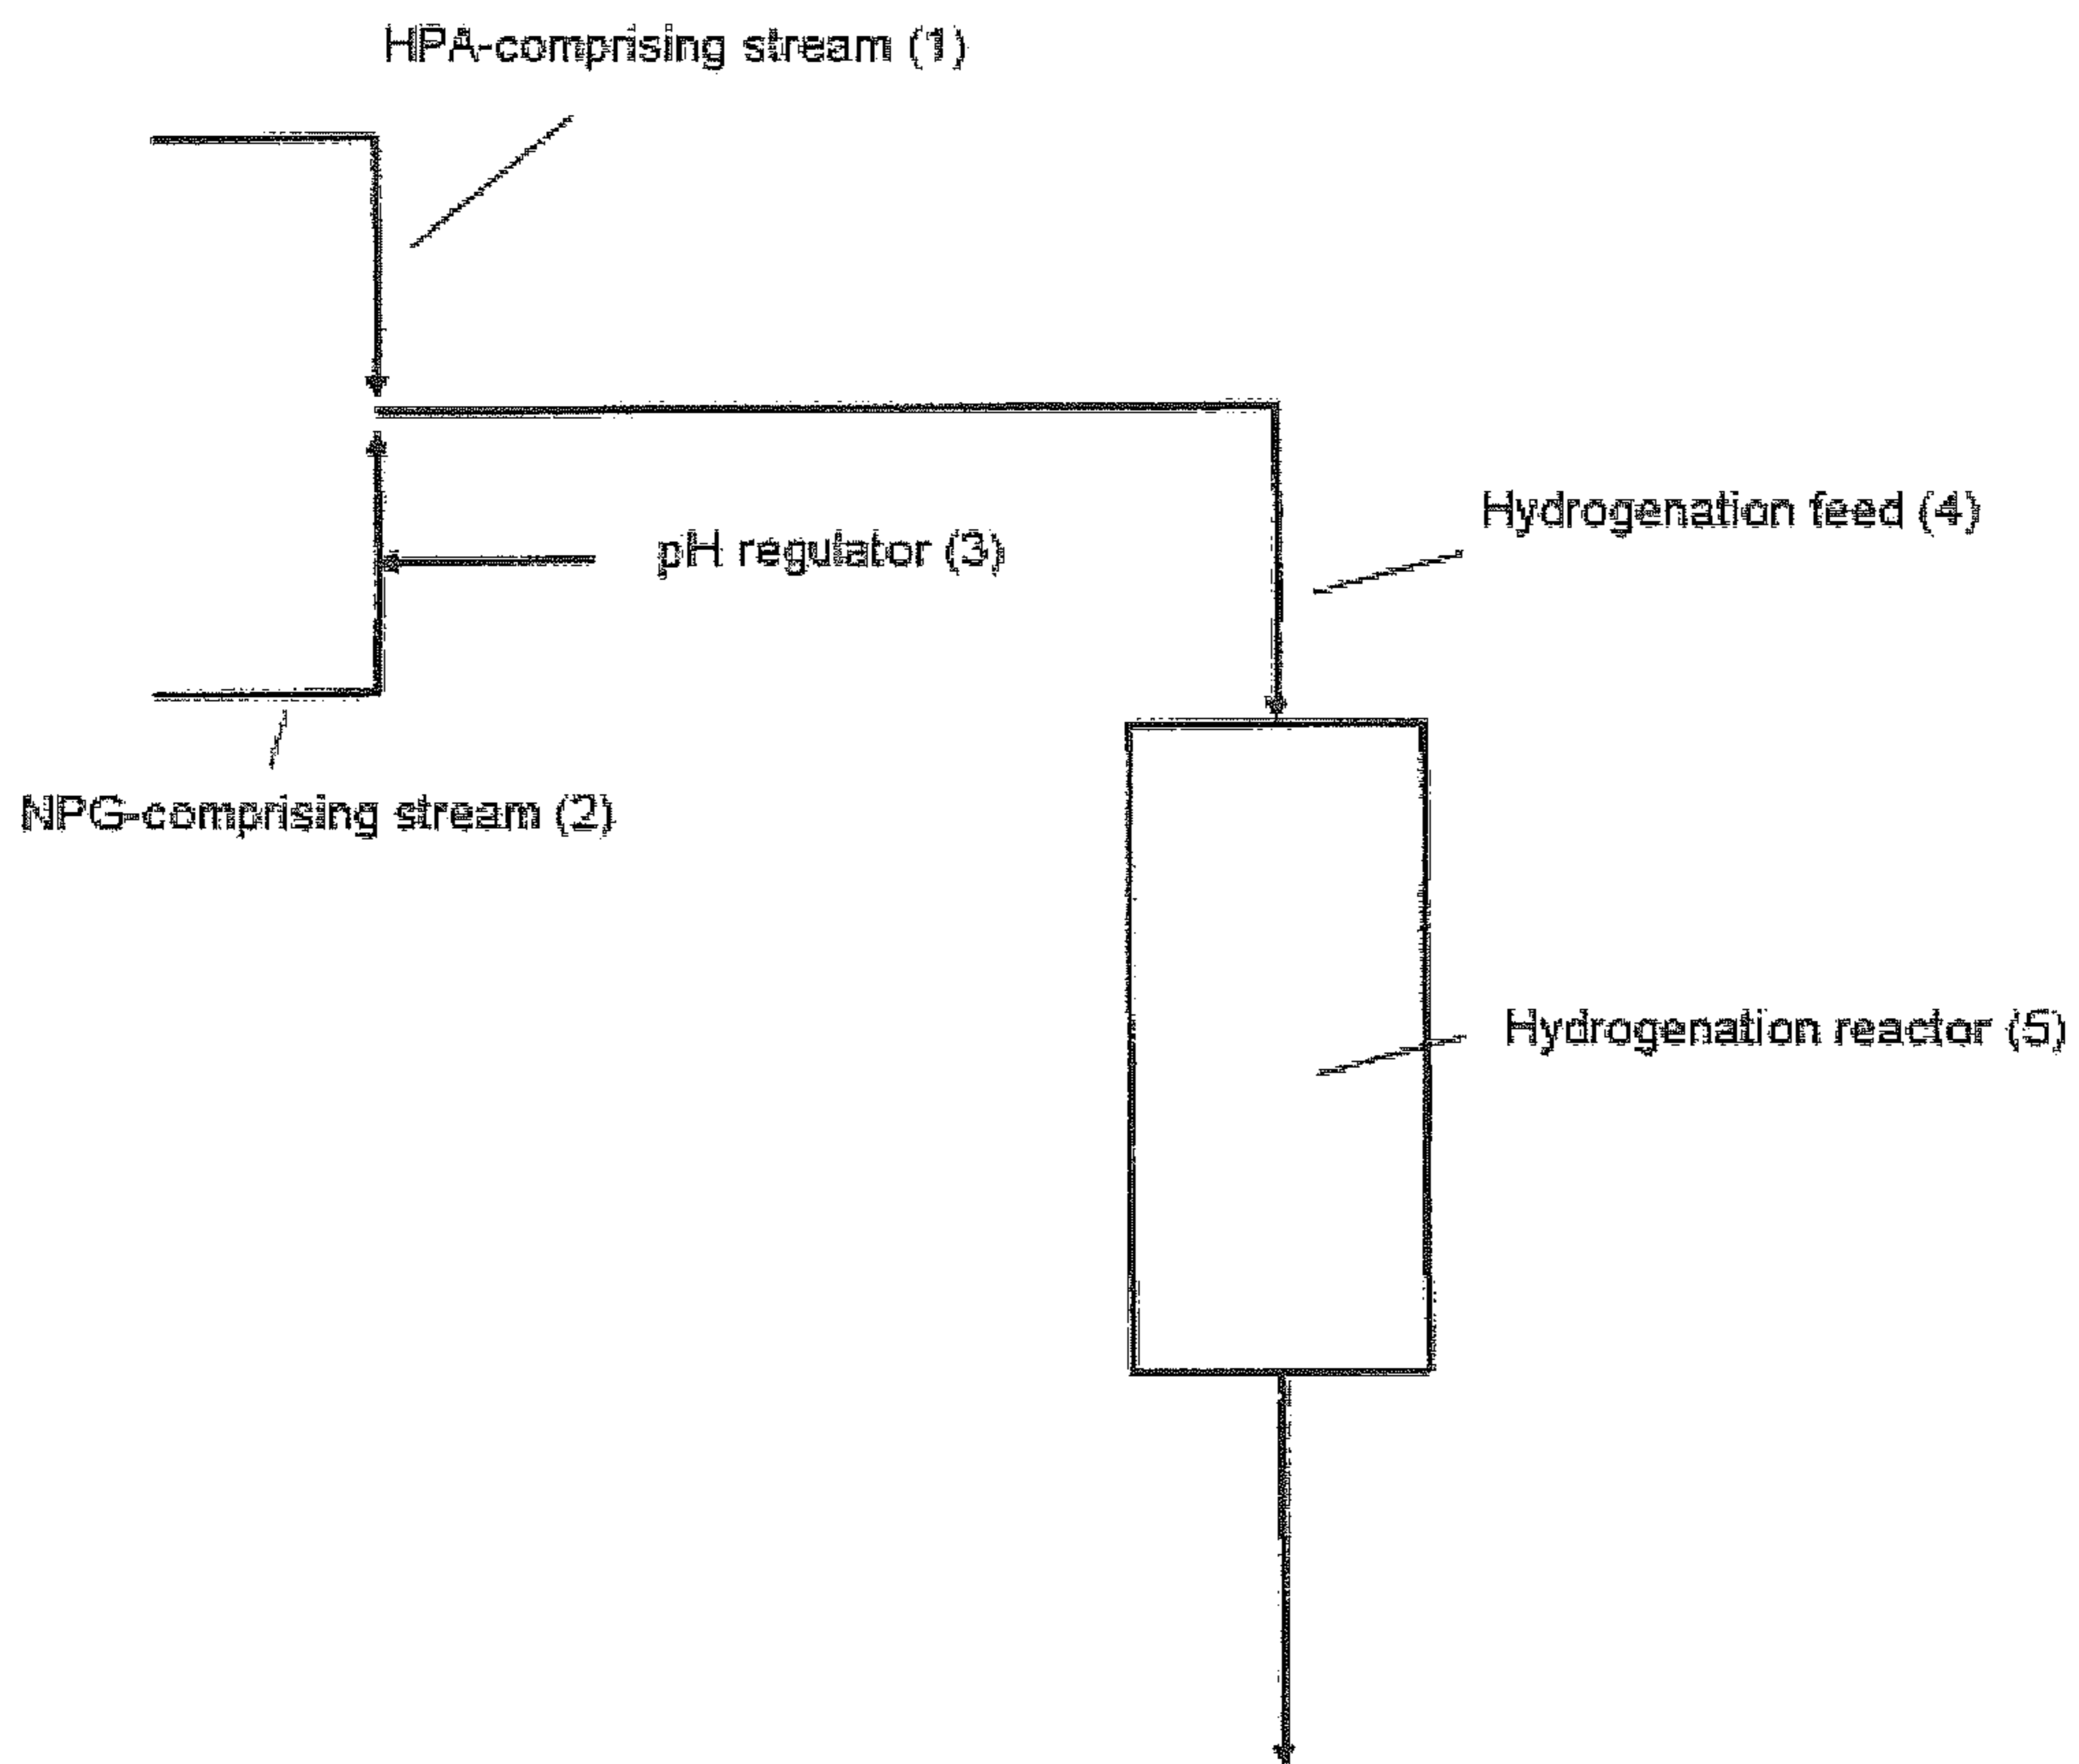 HPA-comprising stream (1)
Hydrogenation feed (4)
pH regulator (3)
NPG-comprising stream (2)
Hydrogenation reactor (5)